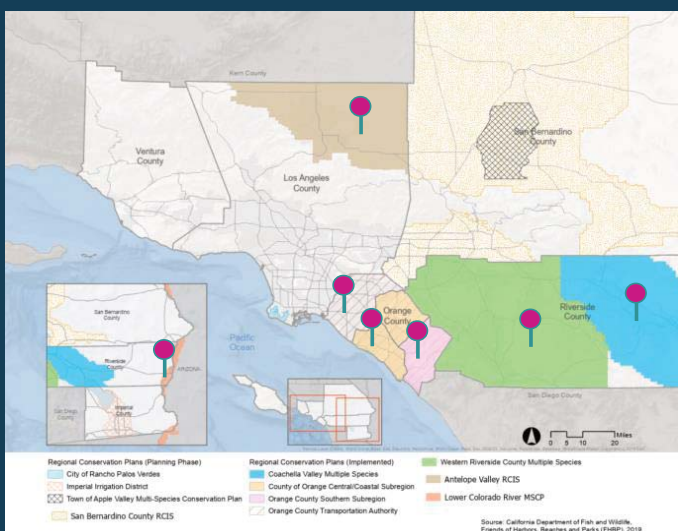 Kern County
Ventura
County
Los Angeles
County
San Bernardino
County
Orange
County
Riverside
County
Pacific
Ocean
San Diego County
San Bernardino
County
Riverside
County
ARIZONA
San Diego
County
Imperial
County
0 5 10 20
Miles
Regional Conservation Plans (Planning Phase)
City of Rancho Palos Verdes
Imperial Irrigation District
Town of Apple Valley Multi-Species Conservation Plan
San Bernardino County RCIS
Regional Conservation Plans (Implemented)
Coachella Valley Multiple Species
County of Orange Central/Coastal Subregion
Orange County Southern Subregion
Orange County Transportation Authority
Western Riverside County Multiple Species
Antelope Valley RCIS
Lower Colorado River MSCP
Source: California Department of Fish and Wildlife,
Friends of Harbors, Beaches and Parks (FHBP), 2019